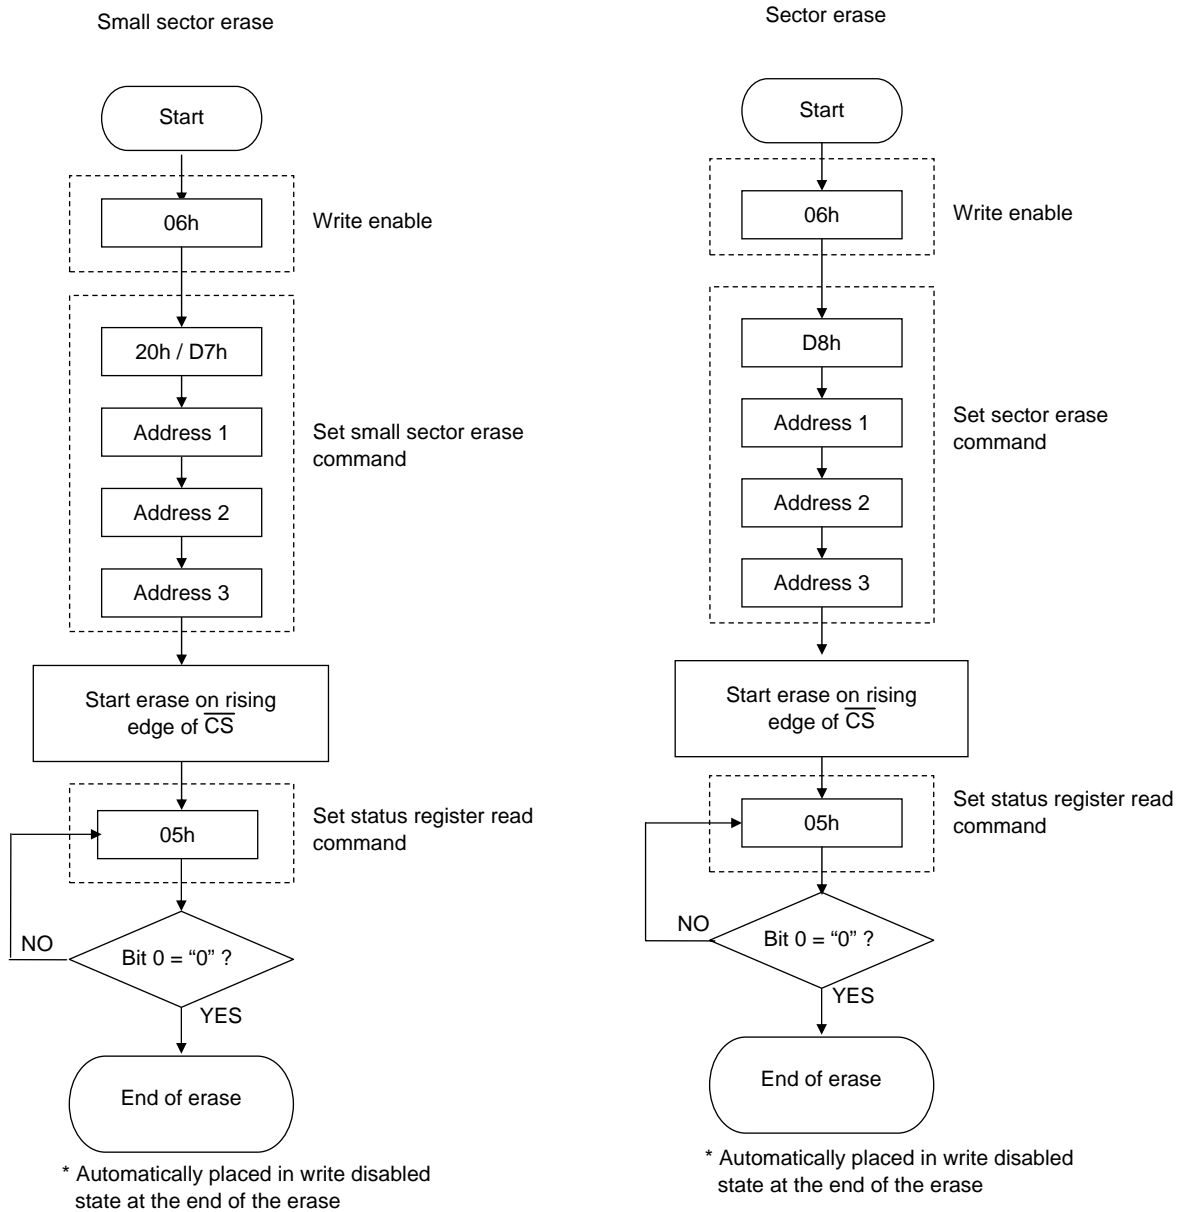 Small sector erase
Start
06h
Write enable
20h / D7h
Address 1
Set small sector erase
command
Address 2
Address 3
Start erase on rising
edge of C̅S̅
Set status register read
command
05h
NO
Bit 0 = “0” ?
YES
End of erase
* Automatically placed in write disabled
state at the end of the erase
Sector erase
Start
06h
Write enable
D8h
Address 1
Set sector erase
command
Address 2
Address 3
Start erase on rising
edge of C̅S̅
Set status register read
command
05h
NO
Bit 0 = “0” ?
YES
End of erase
* Automatically placed in write disabled
state at the end of the erase